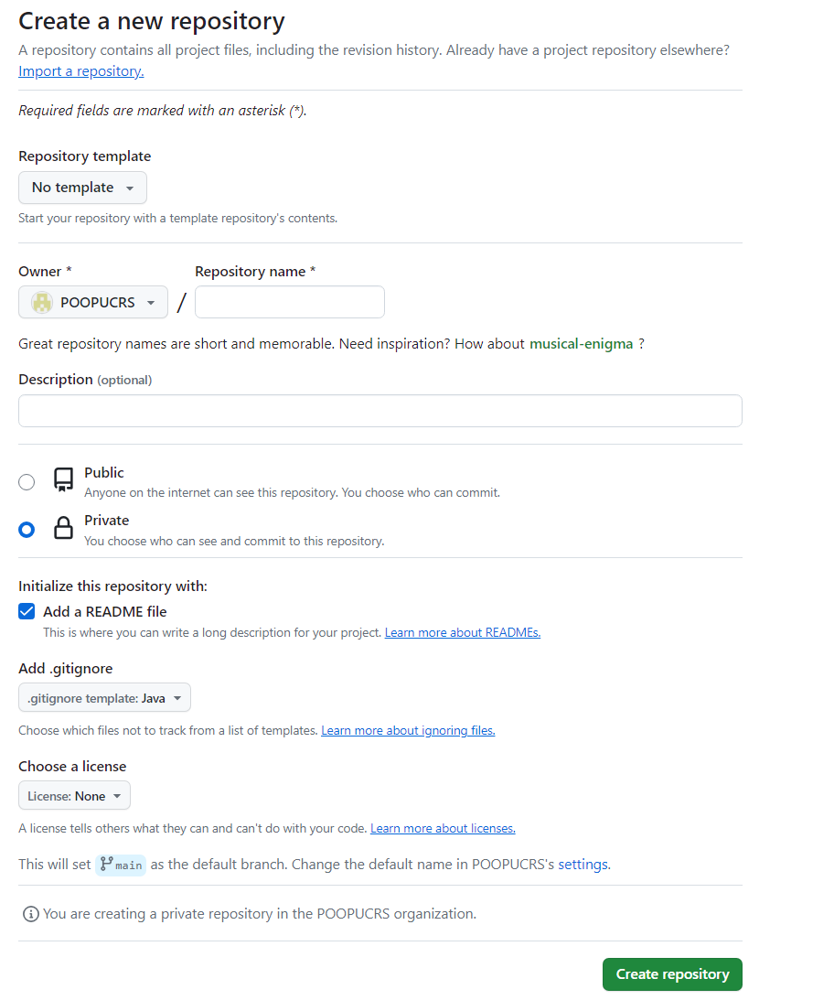 Create a new repository
A repository contains all project files, including the revision history. Already have a project repository elsewhere?
Import a repository.
Required fields are marked with an asterisk (*).
Repository template
No template
Start your repository with a template repository's contents.
Owner * Repository name *
POOPUCRS /
Great repository names are short and memorable. Need inspiration? How about musical-enigma ?
Description (optional)
Public
Anyone on the internet can see this repository. You choose who can commit.
Private
You choose who can see and commit to this repository.
Initialize this repository with:
Add a README file
This is where you can write a long description for your project. Learn more about READMEs.
Add .gitignore
.gitignore template: Java
Choose which files not to track from a list of templates. Learn more about ignoring files.
Choose a license
License: None
A license tells others what they can and can't do with your code. Learn more about licenses.
This will set main as the default branch. Change the default name in POOPUCRS's settings.
You are creating a private repository in the POOPUCRS organization.
Create repository